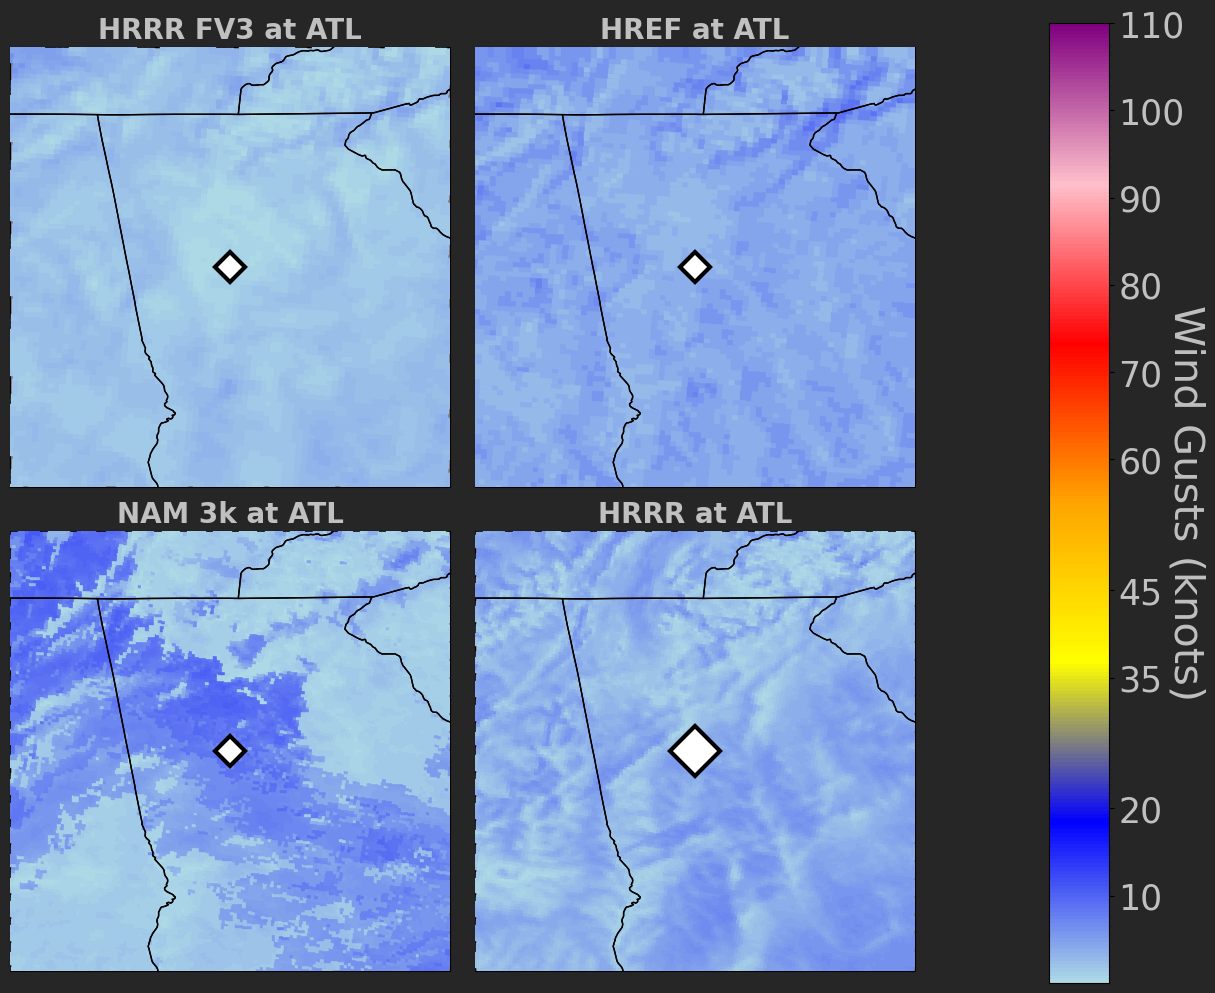 HRRR FV3 at ATL
HREF at ATL
NAM 3k at ATL
HRRR at ATL
110
100
90
80
70
60
45
35
20
10
Wind Gusts (knots)